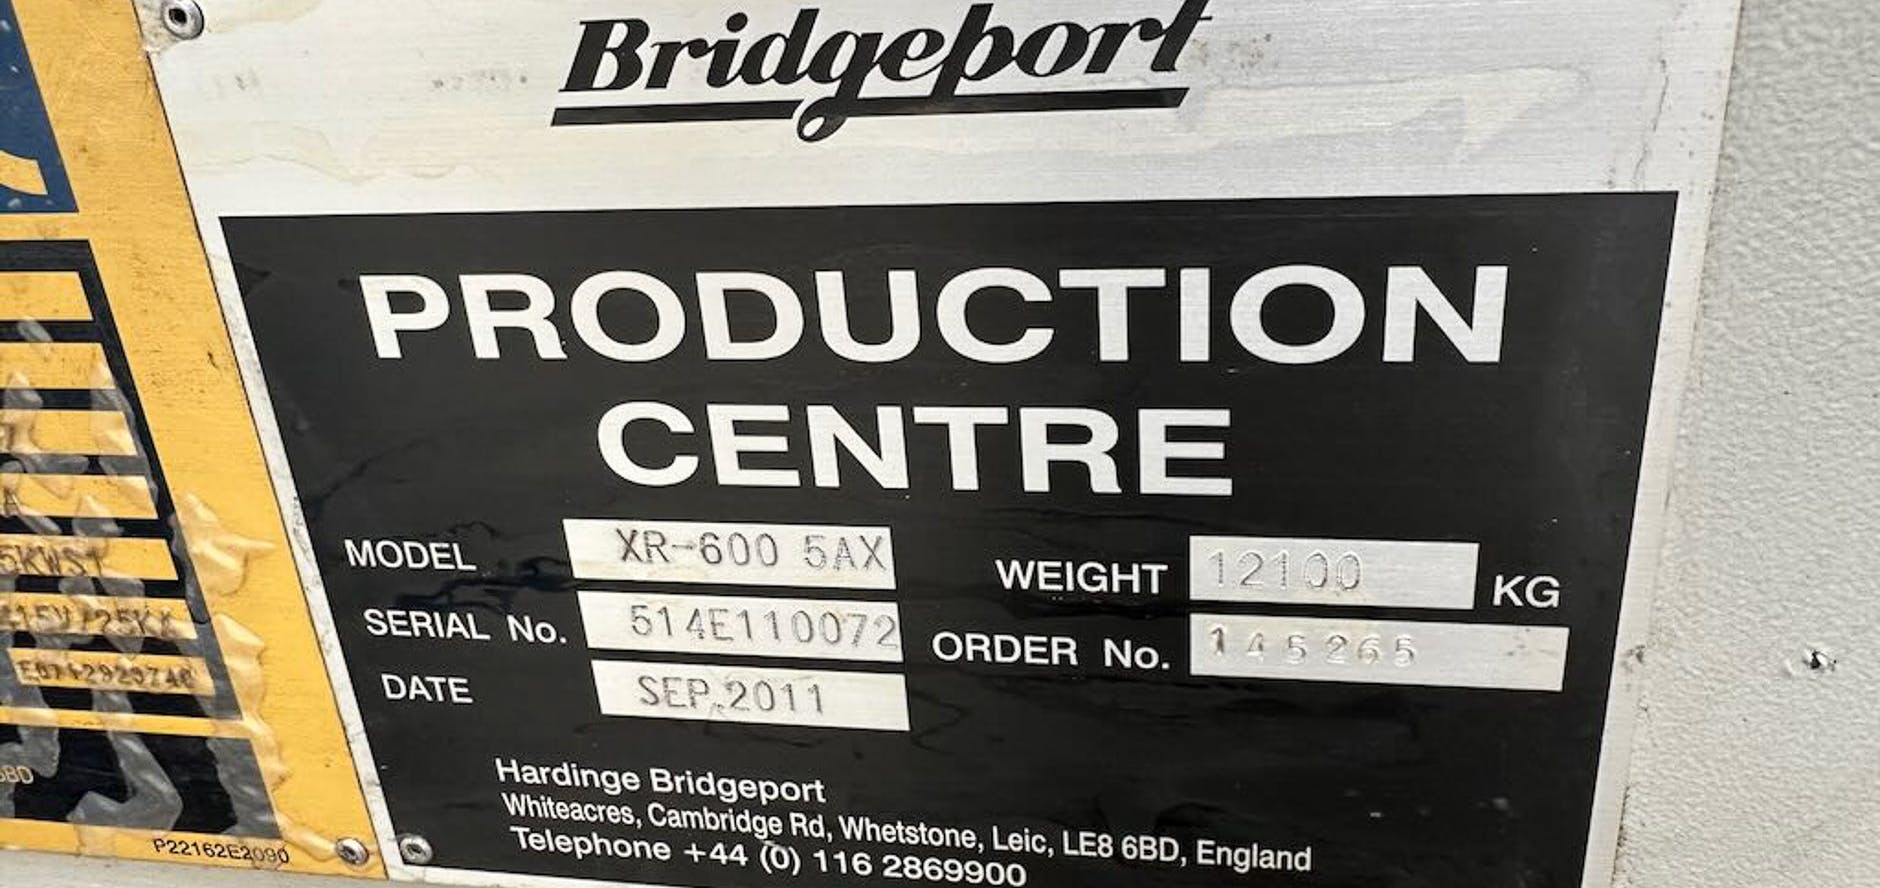 Bridgeport
PRODUCTION
CENTRE
MODEL XR-600 5AX
SERIAL No. 514E110072
DATE SEP.2011
WEIGHT 12100 KG
ORDER No. 145265
Hardinge Bridgeport
Whiteacres, Cambridge Rd, Whetstone, Leic, LE8 6BD, England
Telephone +44 (0) 116 2869900
P22162E2090